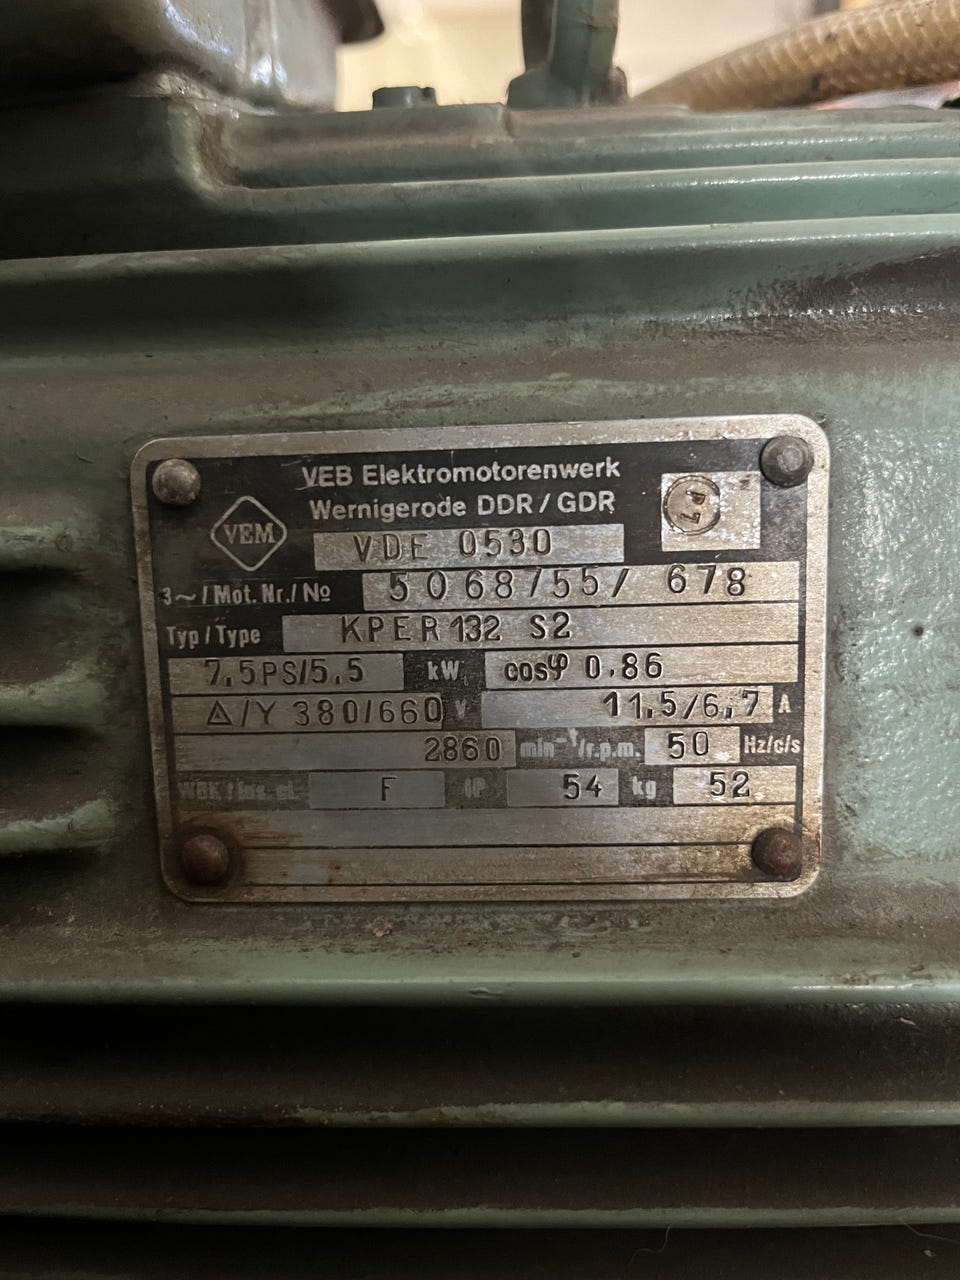 VEB Elektromotorenwerk
Wernigerode DDR/GDR
VEM
VDE 0530
3~/Mot. Nr./No 5068/55/ 678
Typ/Type KPER 132 S2
7,5PS/5,5 kW cosφ 0,86
△/Y 380/660 V 11,5/6,7 A
2860 min⁻¹/r.p.m. 50 Hz/c/s
F IP 54 kg 52